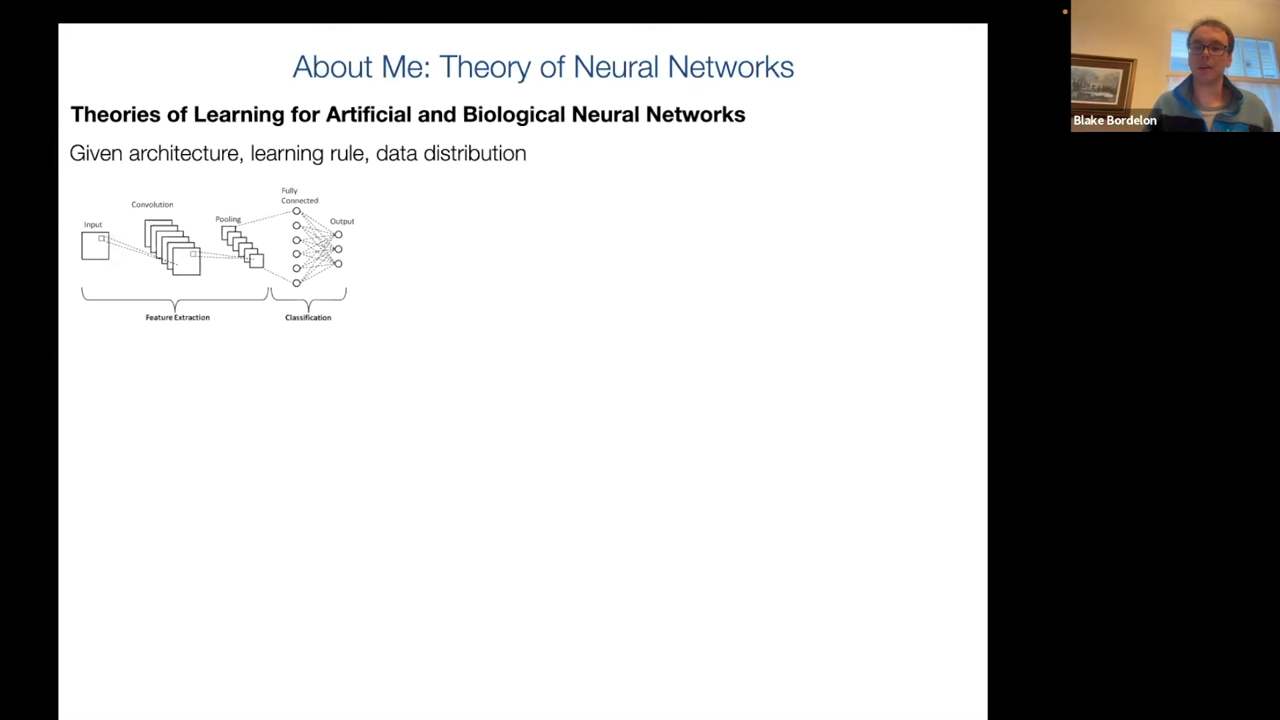 About Me: Theory of Neural Networks
Theories of Learning for Artificial and Biological Neural Networks
Given architecture, learning rule, data distribution
Input
Convolution
Pooling
Fully
Connected
Output
Feature Extraction
Classification
Blake Bordelon